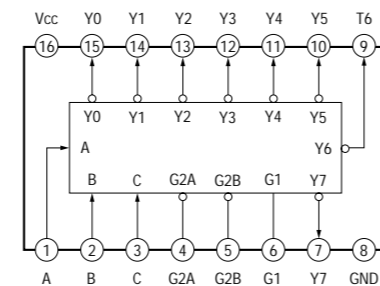 Vcc Y0 Y1 Y2 Y3 Y4 Y5 T6
16 15 14 13 12 11 10 9
Y0 Y1 Y2 Y3 Y4 Y5
A Y6
B C G2A G2B G1 Y7
1 2 3 4 5 6 7 8
A B C G2A G2B G1 Y7 GND